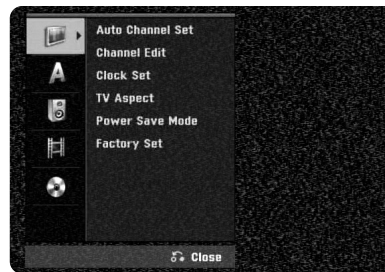 Auto Channel Set
Channel Edit
Clock Set
TV Aspect
Power Save Mode
Factory Set
A
Close